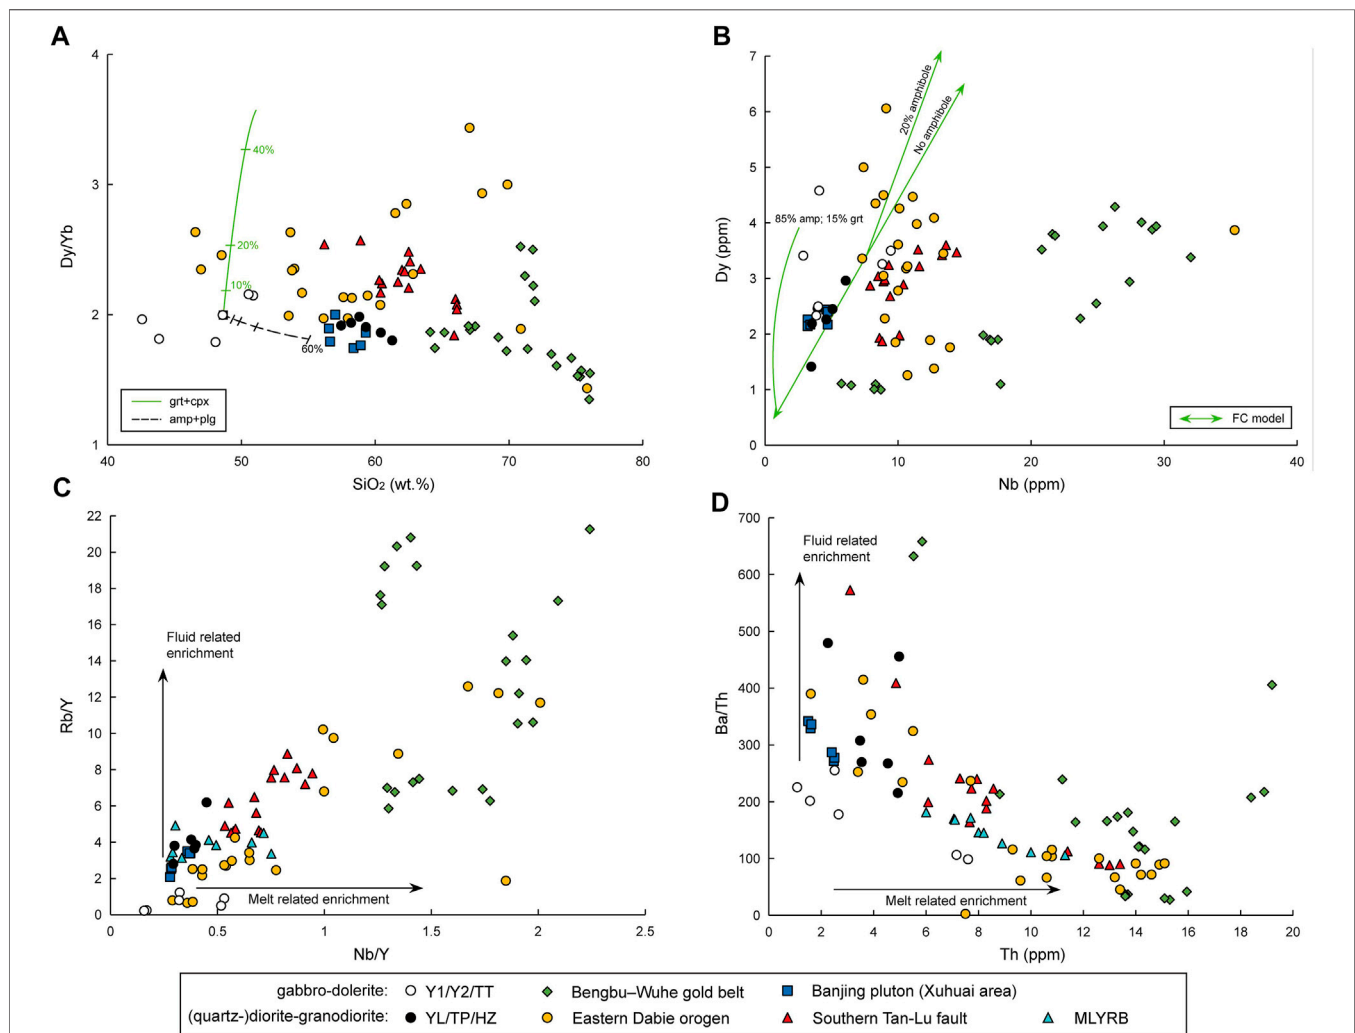 A
4
3
2
1
Dy/Yb
40%
20%
10%
60%
grt+cpx
amp+plg
40
50
60
70
80
SiO₂ (wt.%)
B
7
6
5
4
3
2
1
0
Dy (ppm)
20% amphibole
No amphibole
85% amp; 15% grt
FC model
0
10
20
30
40
Nb (ppm)
C
22
20
18
16
14
12
10
8
6
4
2
0
Rb/Y
Fluid related
enrichment
Melt related enrichment
0
0.5
1
1.5
2
2.5
Nb/Y
D
700
600
500
400
300
200
100
0
Ba/Th
Fluid related
enrichment
Melt related enrichment
0
2
4
6
8
10
12
14
16
18
20
Th (ppm)
gabbro-dolerite: Y1/Y2/TT Bengbu–Wuhe gold belt Banjing pluton (Xuhuai area)
(quartz-)diorite-granodiorite: YL/TP/HZ Eastern Dabie orogen Southern Tan-Lu fault MLYRB